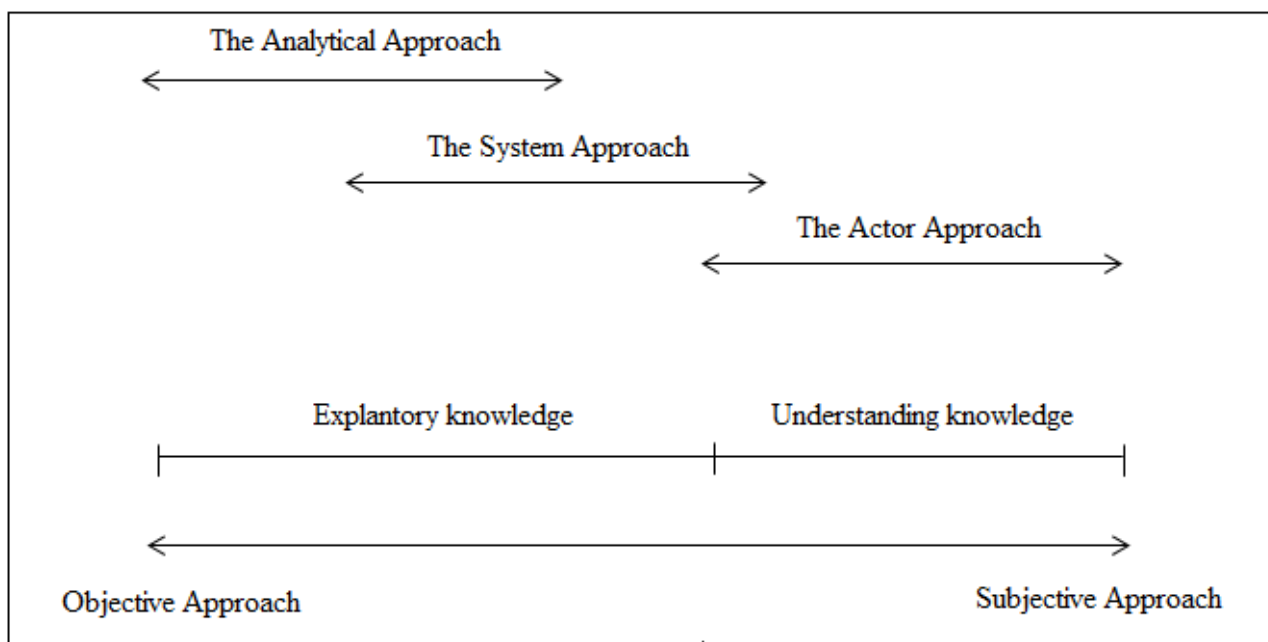 The Analytical Approach
The System Approach
The Actor Approach
Explantory knowledge
Understanding knowledge
Objective Approach
Subjective Approach